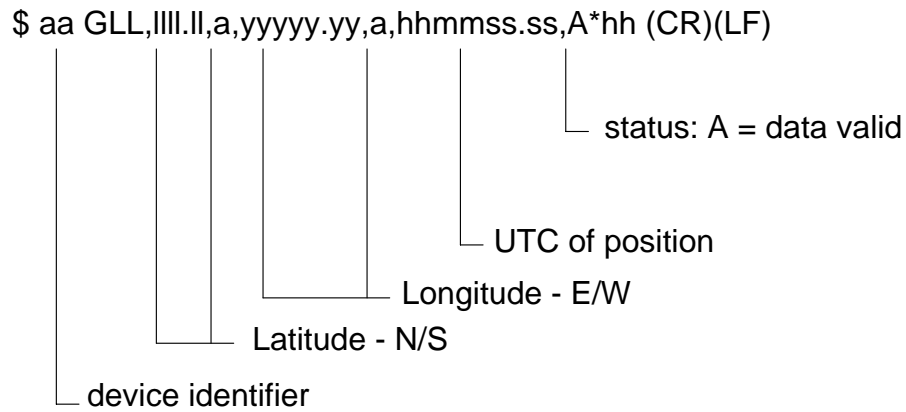 $ aa GLL,llll.ll,a,yyyyy.yy,a,hhmmss.ss,A*hh (CR)(LF)
status: A = data valid
UTC of position
Longitude - E/W
Latitude - N/S
device identifier